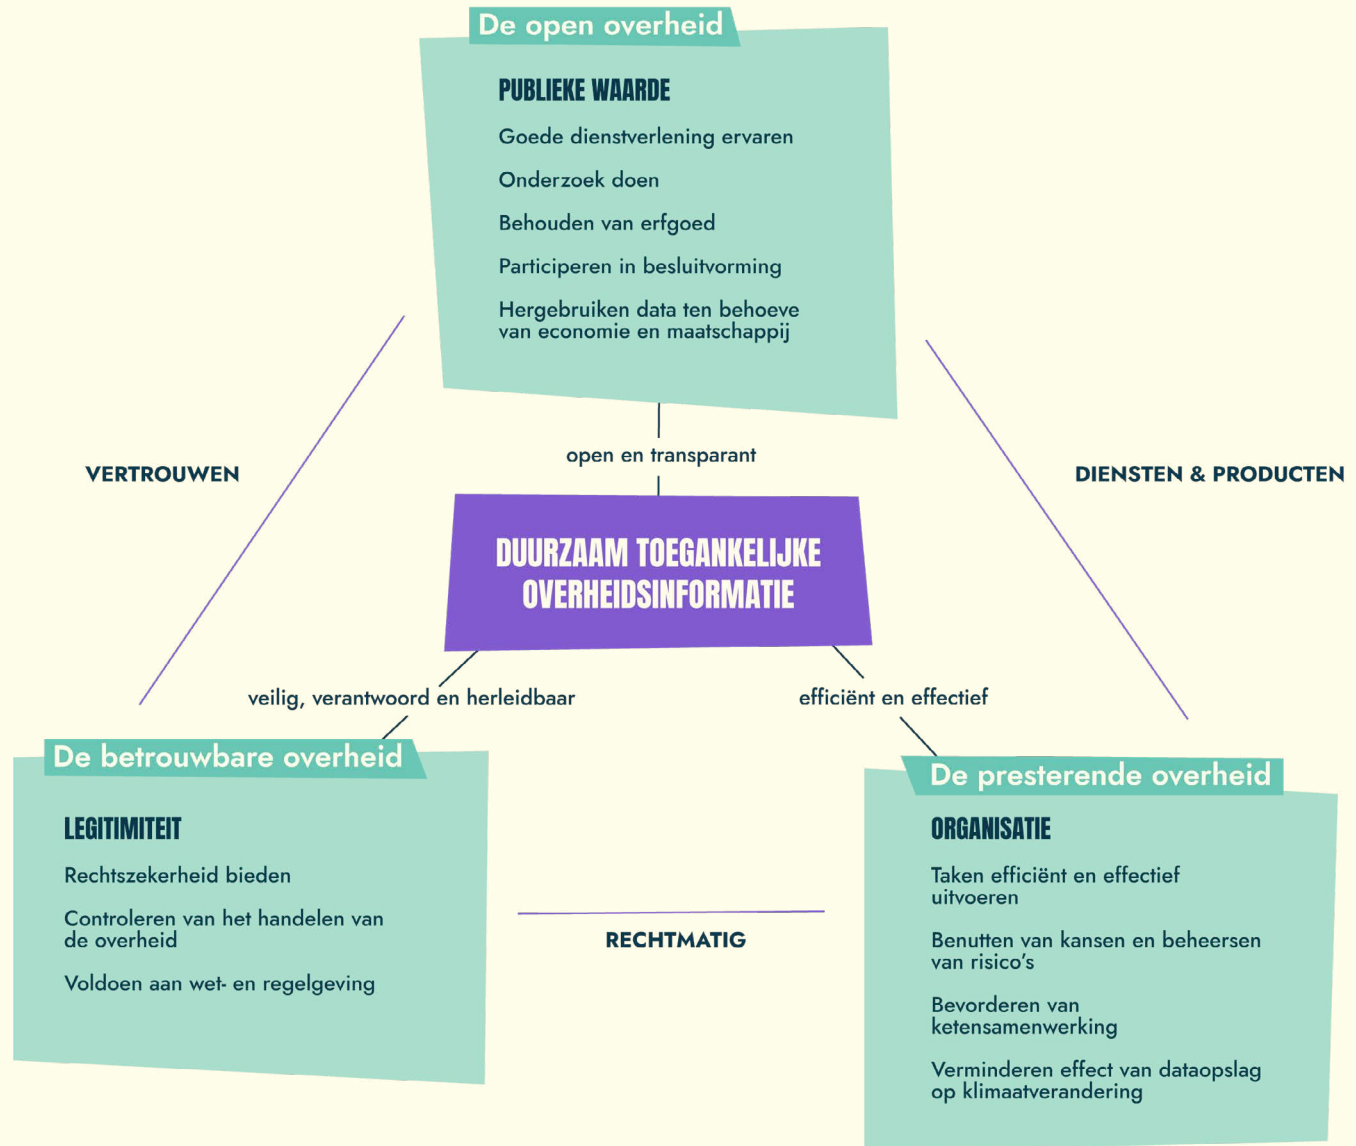 De open overheid
PUBLIEKE WAARDE
Goede dienstverlening ervaren
Onderzoek doen
Behouden van erfgoed
Participeren in besluitvorming
Hergebruiken data ten behoeve
van economie en maatschappij
VERTROUWEN
open en transparant
DIENSTEN & PRODUCTEN
DUURZAAM TOEGANKELIJKE
OVERHEIDSINFORMATIE
veilig, verantwoord en herleidbaar
efficiënt en effectief
De betrouwbare overheid
LEGITIMITEIT
Rechtszekerheid bieden
Controleren van het handelen van
de overheid
Voldoen aan wet- en regelgeving
RECHTMATIG
De presterende overheid
ORGANISATIE
Taken efficiënt en effectief
uitvoeren
Benutten van kansen en beheersen
van risico's
Bevorderen van
ketensamenwerking
Verminderen effect van dataopslag
op klimaatverandering